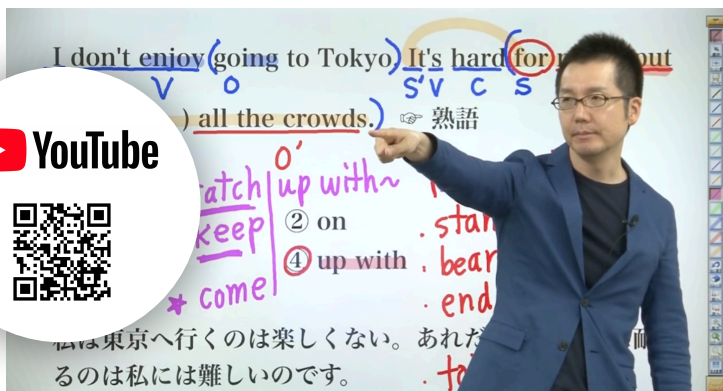 I don't enjoy (going to Tokyo.) It's hard (for
V O S' V C S
) all the crowds.) ☞ 熟語
O'
YouTube
up with~
keep ② on
④ up with . bear
* come . end
私は東京へ行くのは楽しくない。あれだ
るのは私には難しいのです。